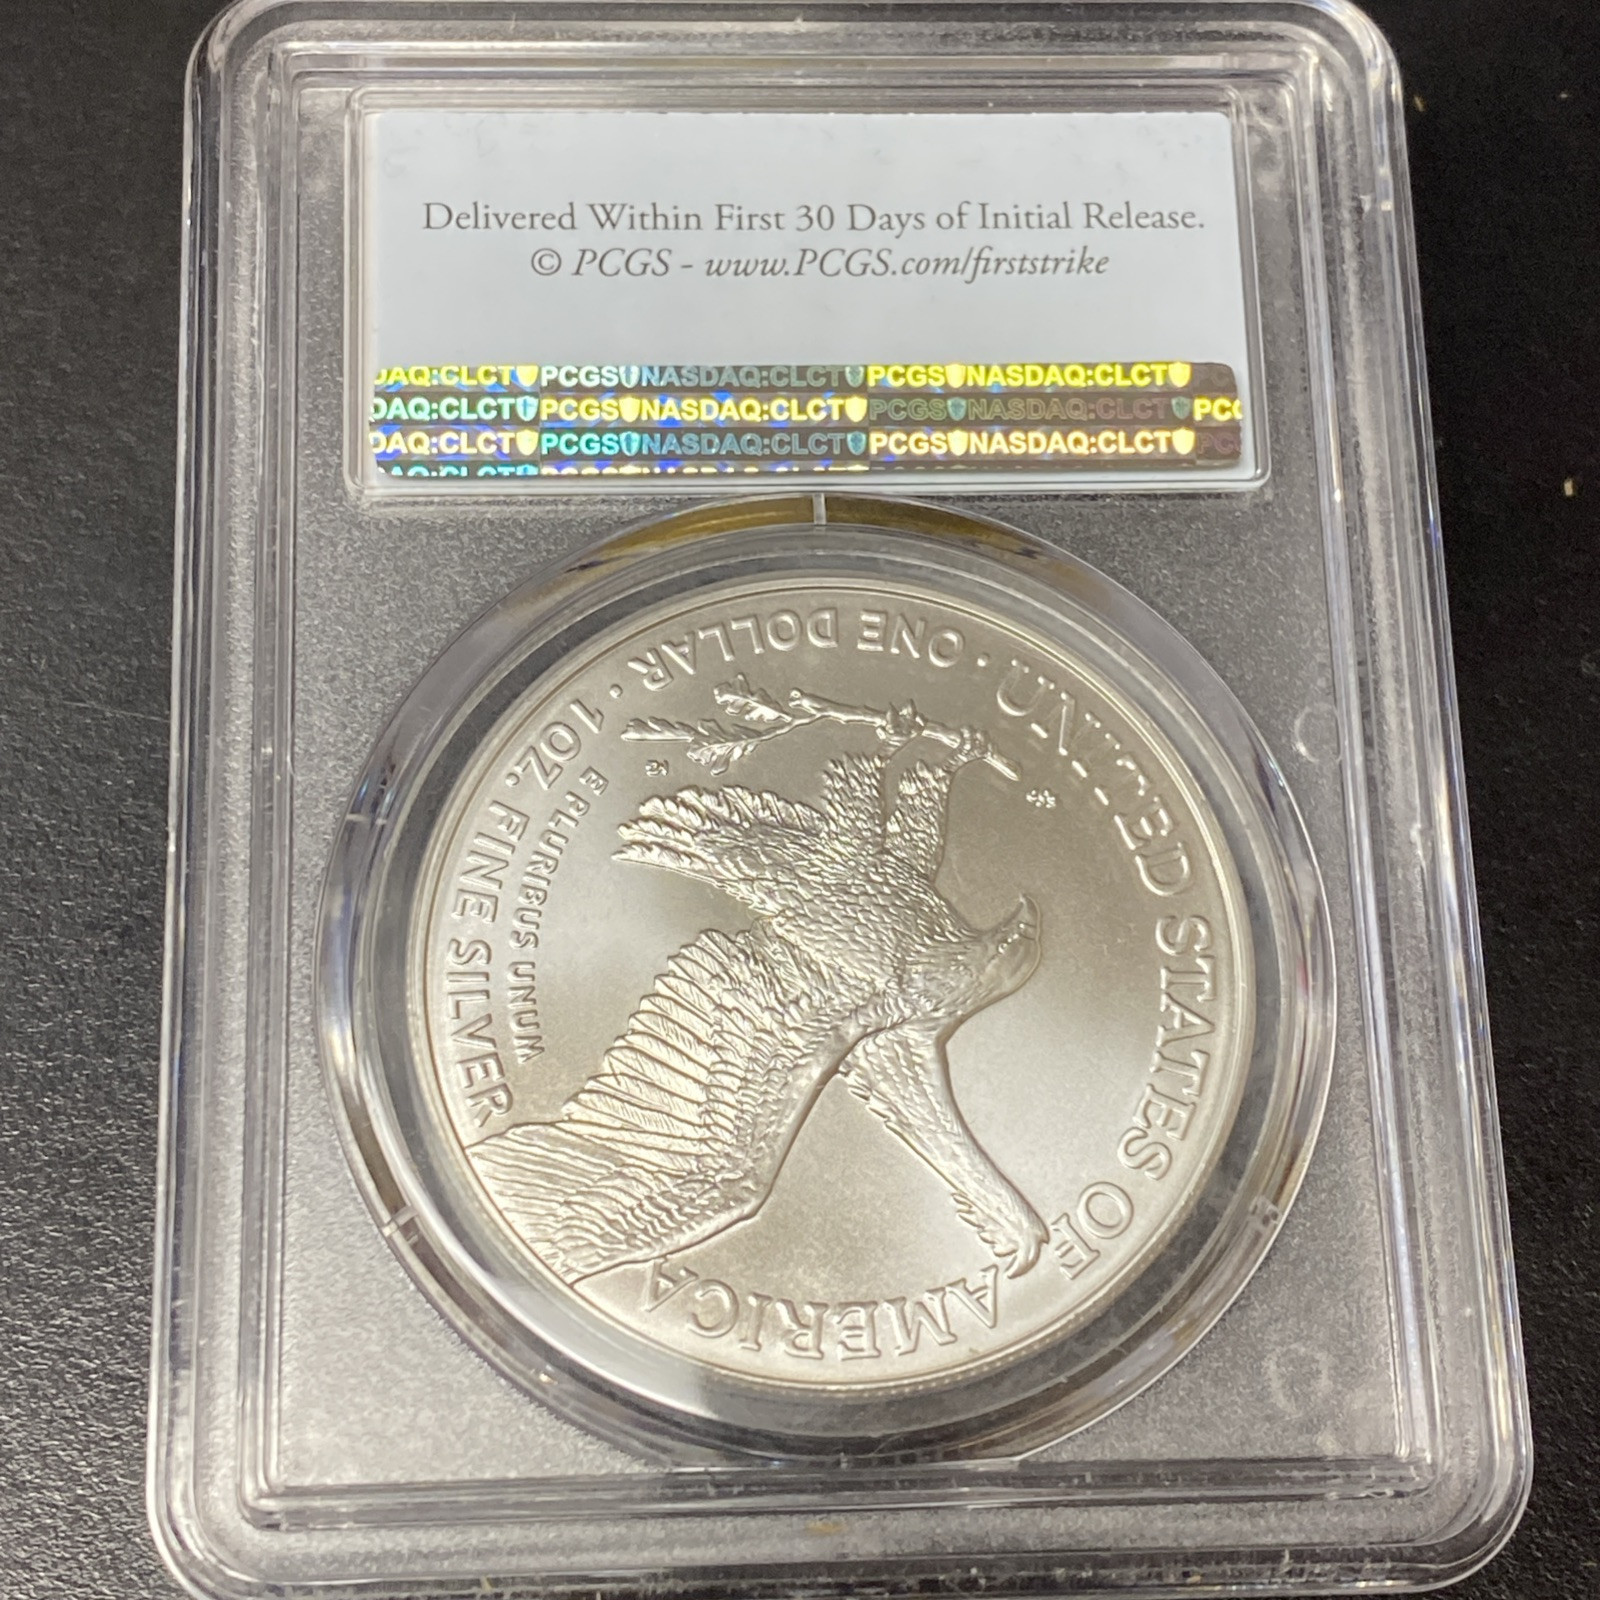 Delivered Within First 30 Days of Initial Release.
© PCGS - www.PCGS.com/firststrike
DAQ:CLCT PCGS NASDAQ:CLCT PCGS NASDAQ:CLCT
DAQ:CLCT PCGS NASDAQ:CLCT PCGS NASDAQ:CLCT PC
DAQ:CLCT PCGS NASDAQ:CLCT PCGS NASDAQ:CLCT PC
UNITED STATES OF AMERICA
E PLURIBUS UNUM
1 OZ. FINE SILVER · ONE DOLLAR ·